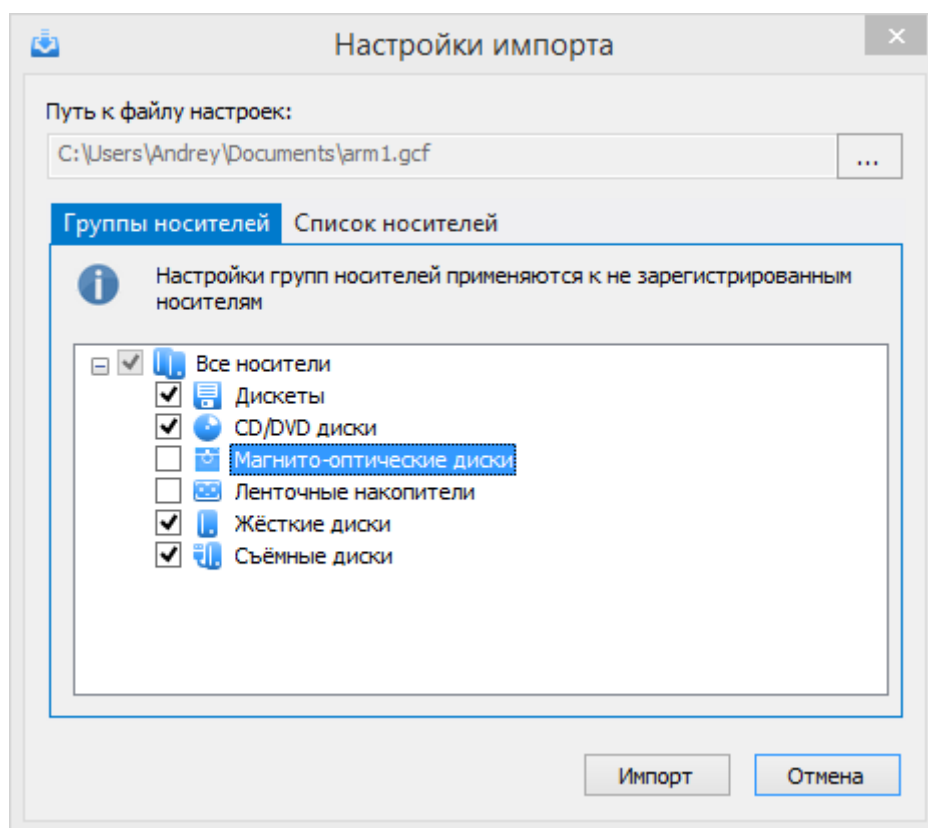 Настройки импорта
Путь к файлу настроек:
C:\Users\Andrey\Documents\arm1.gcf
...
Группы носителей
Список носителей
Настройки групп носителей применяются к не зарегистрированным
носителям
Все носители
Дискеты
CD/DVD диски
Магнито-оптические диски
Ленточные накопители
Жёсткие диски
Съёмные диски
Импорт
Отмена